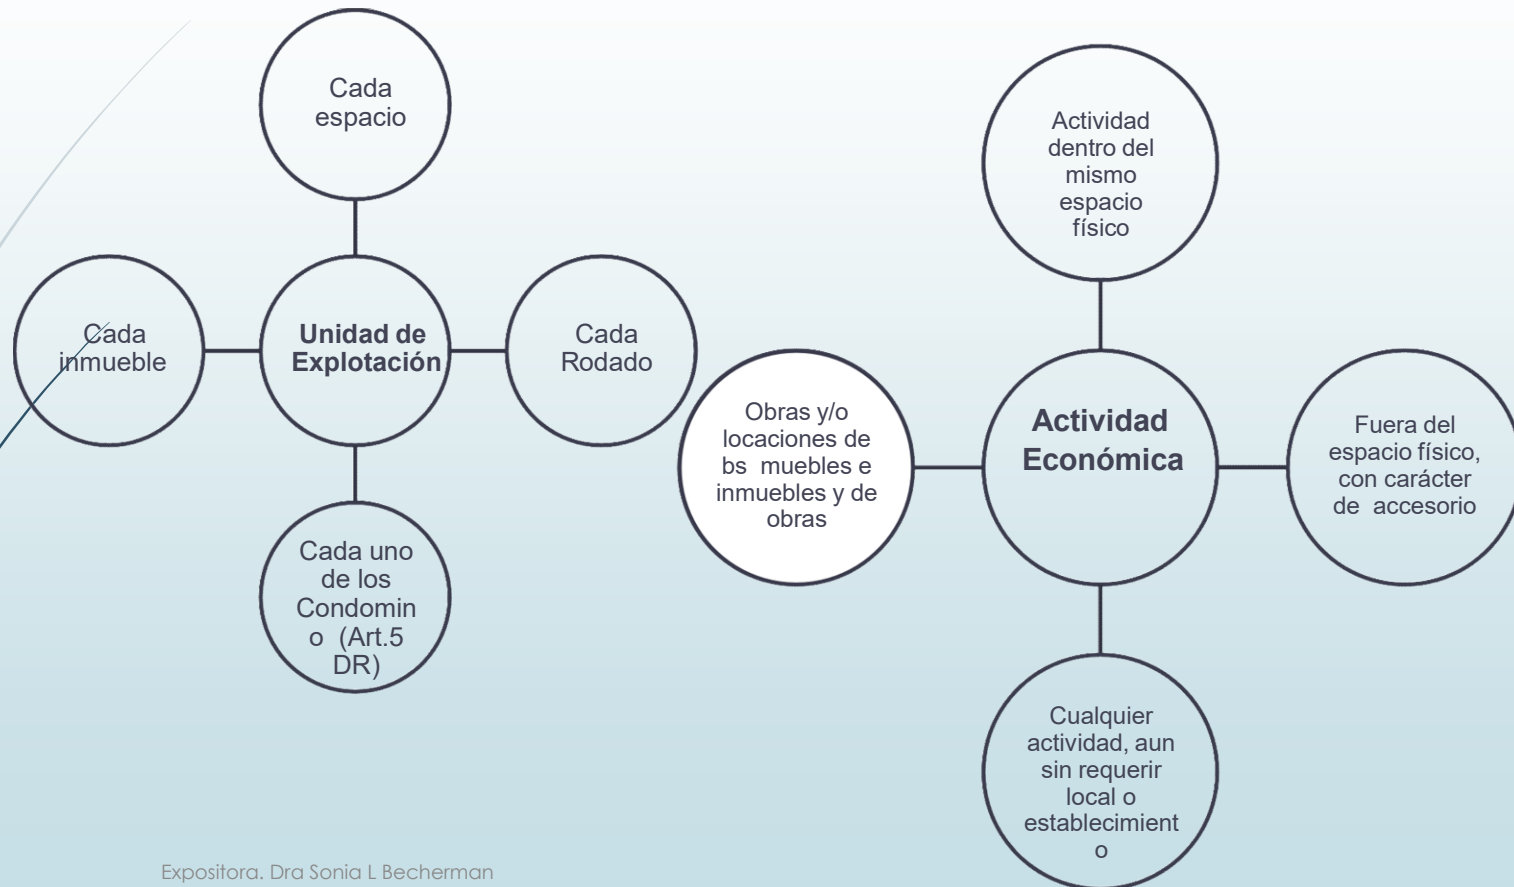 Cada
espacio
Cada
inmueble
Unidad de
Explotación
Cada
Rodado
Cada uno
de los
Condomin
o (Art.5
DR)
Actividad
dentro del
mismo
espacio
físico
Obras y/o
locaciones de
bs muebles e
inmuebles y de
obras
Actividad
Económica
Fuera del
espacio físico,
con carácter
de accesorio
Cualquier
actividad, aun
sin requerir
local o
establecimient
o
Expositora. Dra Sonia L Becherman